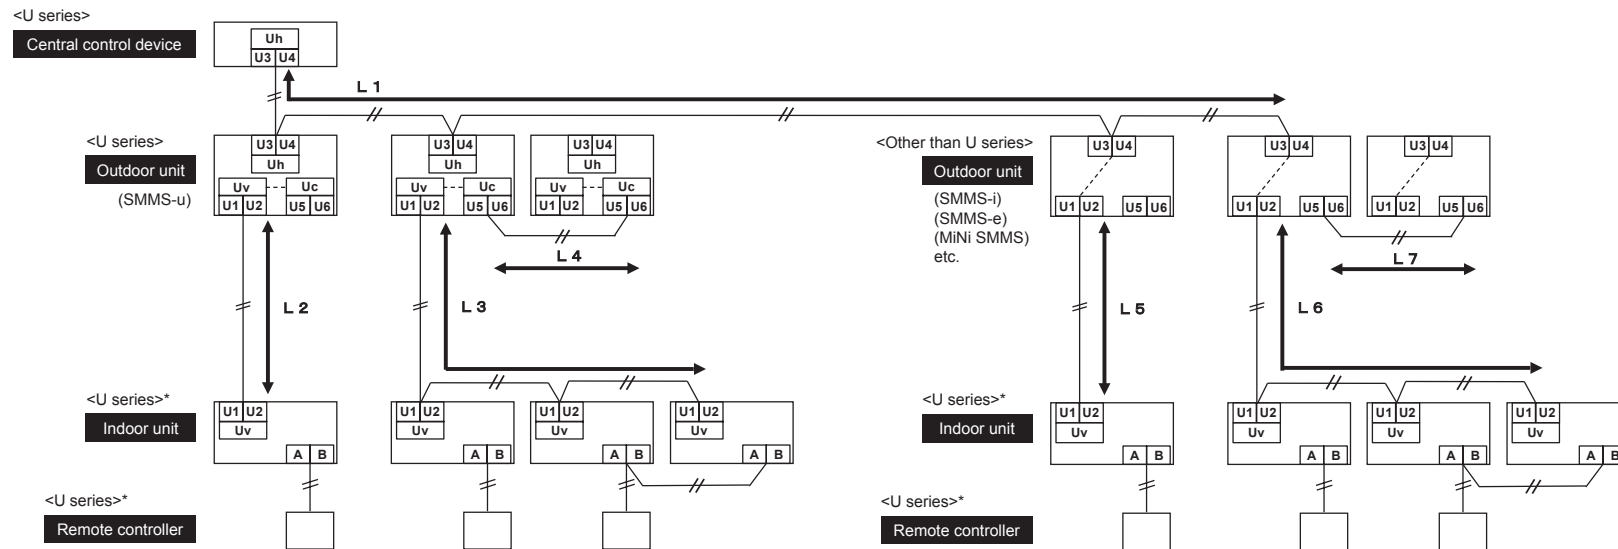 <U series>
Central control device
Uh
U3 U4
L 1
<U series>
Outdoor unit
(SMMS-u)
U3 U4
Uh
Uv Uc
U1 U2 U5 U6
U3 U4
Uh
Uv Uc
U1 U2 U5 U6
U3 U4
Uh
Uv Uc
U1 U2 U5 U6
<Other than U series>
Outdoor unit
(SMMS-i)
(SMMS-e)
(MiNi SMMS)
etc.
U3 U4
U1 U2 U5 U6
U3 U4
U1 U2 U5 U6
U3 U4
U1 U2 U5 U6
L 4
L 7
L 2
L 3
L 5
L 6
<U series>*
Indoor unit
U1 U2
Uv
A B
U1 U2
Uv
A B
U1 U2
Uv
A B
U1 U2
Uv
A B
<U series>*
Indoor unit
U1 U2
Uv
A B
U1 U2
Uv
A B
U1 U2
Uv
A B
U1 U2
Uv
A B
<U series>*
Remote controller
<U series>*
Remote controller